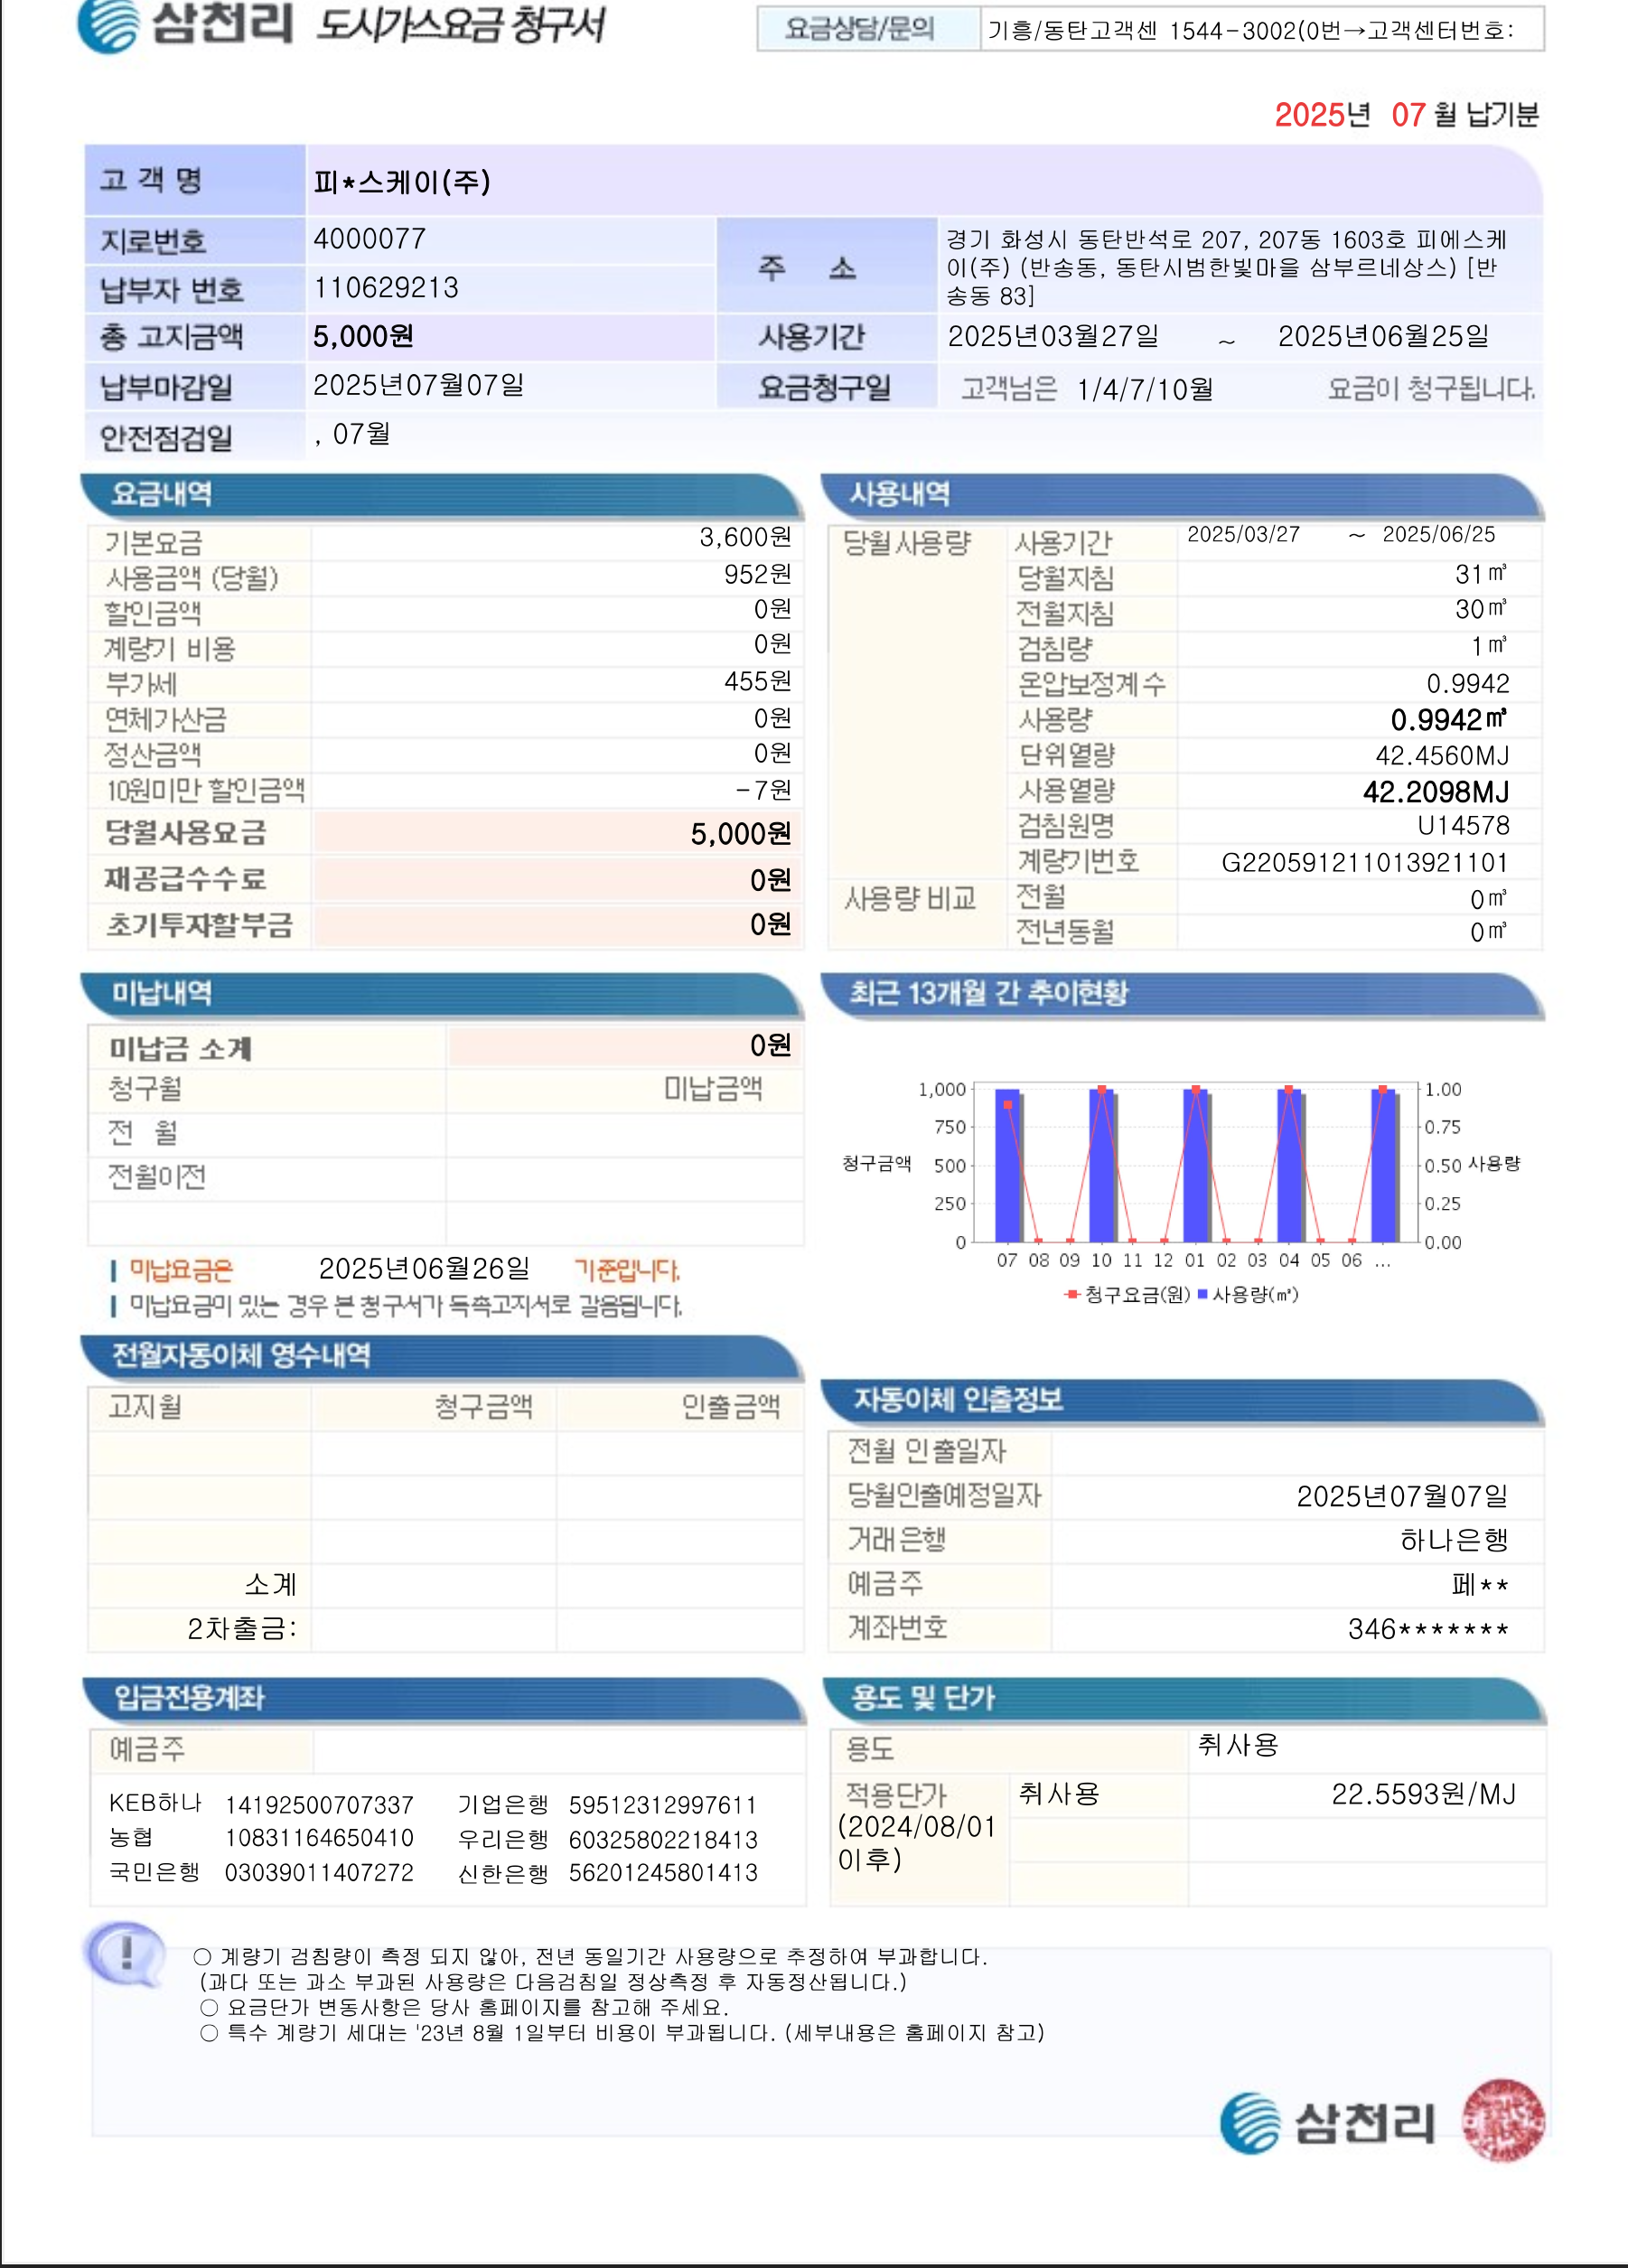 삼천리 도시가스요금 청구서
요금상담/문의 기흥/동탄고객센 1544-3002(0번→고객센터번호:
2025년 07 월 납기분
고 객 명 피*스케이(주)
지로번호 4000077
납부자 번호 110629213
주 소 경기 화성시 동탄반석로 207, 207동 1603호 피에스케
이(주) (반송동, 동탄시범한빛마을 삼부르네상스) [반
송동 83]
총 고지금액 5,000원 사용기간 2025년03월27일 ~ 2025년06월25일
납부마감일 2025년07월07일 요금청구일 고객님은 1/4/7/10월 요금이 청구됩니다.
안전점검일 , 07월
요금내역
기본요금 3,600원
사용금액 (당월) 952원
할인금액 0원
계량기 비용 0원
부가세 455원
연체가산금 0원
정산금액 0원
10원미만 할인금액 -7원
당월사용요금 5,000원
재공급수수료 0원
초기투자할부금 0원
사용내역
당월사용량 사용기간 2025/03/27 ~ 2025/06/25
당월지침 31㎥
전월지침 30㎥
검침량 1㎥
온압보정계수 0.9942
사용량 0.9942㎥
단위열량 42.4560MJ
사용열량 42.2098MJ
검침원명 U14578
계량기번호 G220591211013921101
사용량 비교 전월 0㎥
전년동월 0㎥
미납내역
미납금 소계 0원
청구월 미납금액
전 월
전월이전
미납요금은 2025년06월26일 기준입니다.
미납요금이 있는 경우 본 청구서가 독촉고지서로 갈음됩니다.
최근 13개월 간 추이현황
1,000 1.00
750 0.75
청구금액 500 0.50 사용량
250 0.25
0 0.00
07 08 09 10 11 12 01 02 03 04 05 06 ...
청구요금(원) 사용량(㎥)
전월자동이체 영수내역
고지월 청구금액 인출금액
소계
2차출금:
자동이체 인출정보
전월 인출일자
당월인출예정일자 2025년07월07일
거래은행 하나은행
예금주 페**
계좌번호 346*******
입금전용계좌
예금주
KEB하나 14192500707337 기업은행 59512312997611
농협 10831164650410 우리은행 60325802218413
국민은행 03039011407272 신한은행 56201245801413
용도 및 단가
용도 취사용
적용단가 취사용 22.5593원/MJ
(2024/08/01
이후)
○ 계량기 검침량이 측정 되지 않아, 전년 동일기간 사용량으로 추정하여 부과합니다.
(과다 또는 과소 부과된 사용량은 다음검침일 정상측정 후 자동정산됩니다.)
○ 요금단가 변동사항은 당사 홈페이지를 참고해 주세요.
○ 특수 계량기 세대는 '23년 8월 1일부터 비용이 부과됩니다. (세부내용은 홈페이지 참고)
삼천리